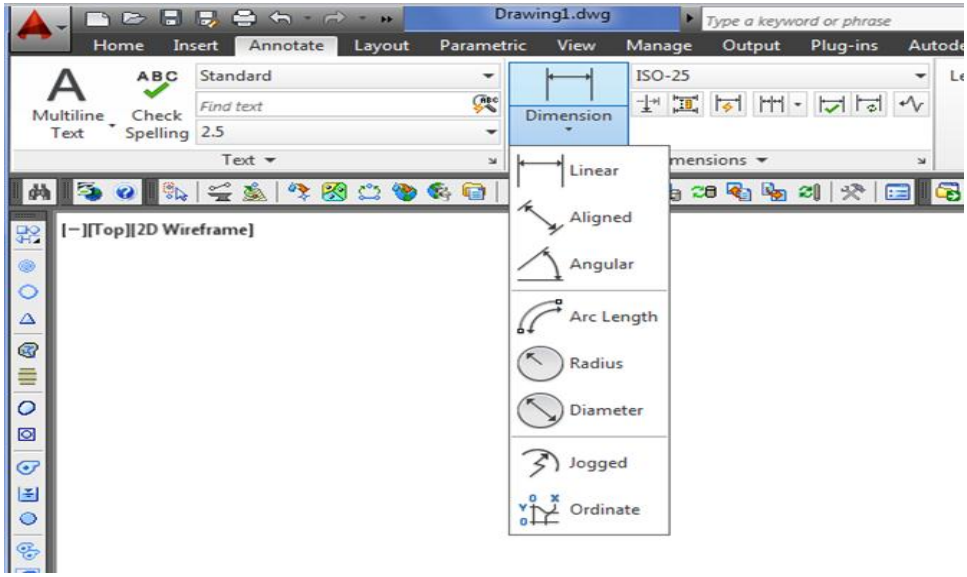 Drawing1.dwg
Type a keyword or phrase
Home Insert Annotate Layout Parametric View Manage Output Plug-ins Autode
A
Multiline Text
ABC
Check Spelling
Standard
Find text
ABC
2.5
Text
Dimension
ISO-25
Le
mensions
Linear
Aligned
Angular
Arc Length
Radius
Diameter
Jogged
Y O X O Ordinate
[−][Top][2D Wireframe]